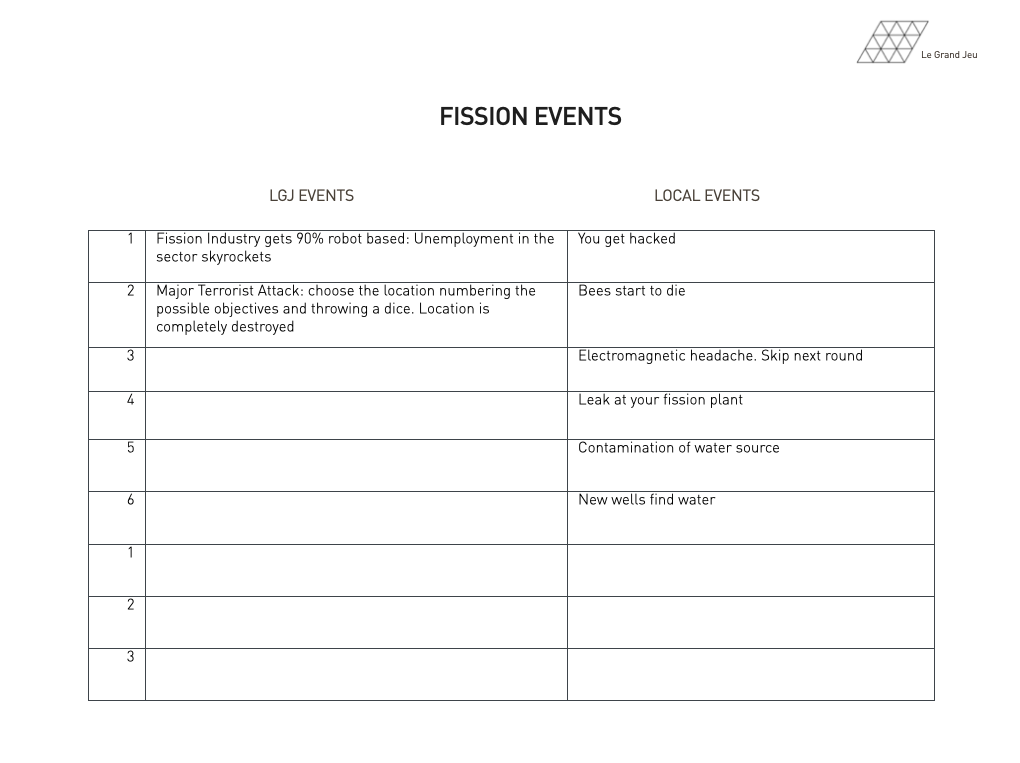 Le Grand Jeu
FISSION EVENTS
LGJ EVENTS
LOCAL EVENTS
1
Fission Industry gets 90% robot based: Unemployment in the
sector skyrockets
You get hacked
2
Major Terrorist Attack: choose the location numbering the
possible objectives and throwing a dice. Location is
completely destroyed
Bees start to die
3
Electromagnetic headache. Skip next round
4
Leak at your fission plant
5
Contamination of water source
6
New wells find water
1
2
3